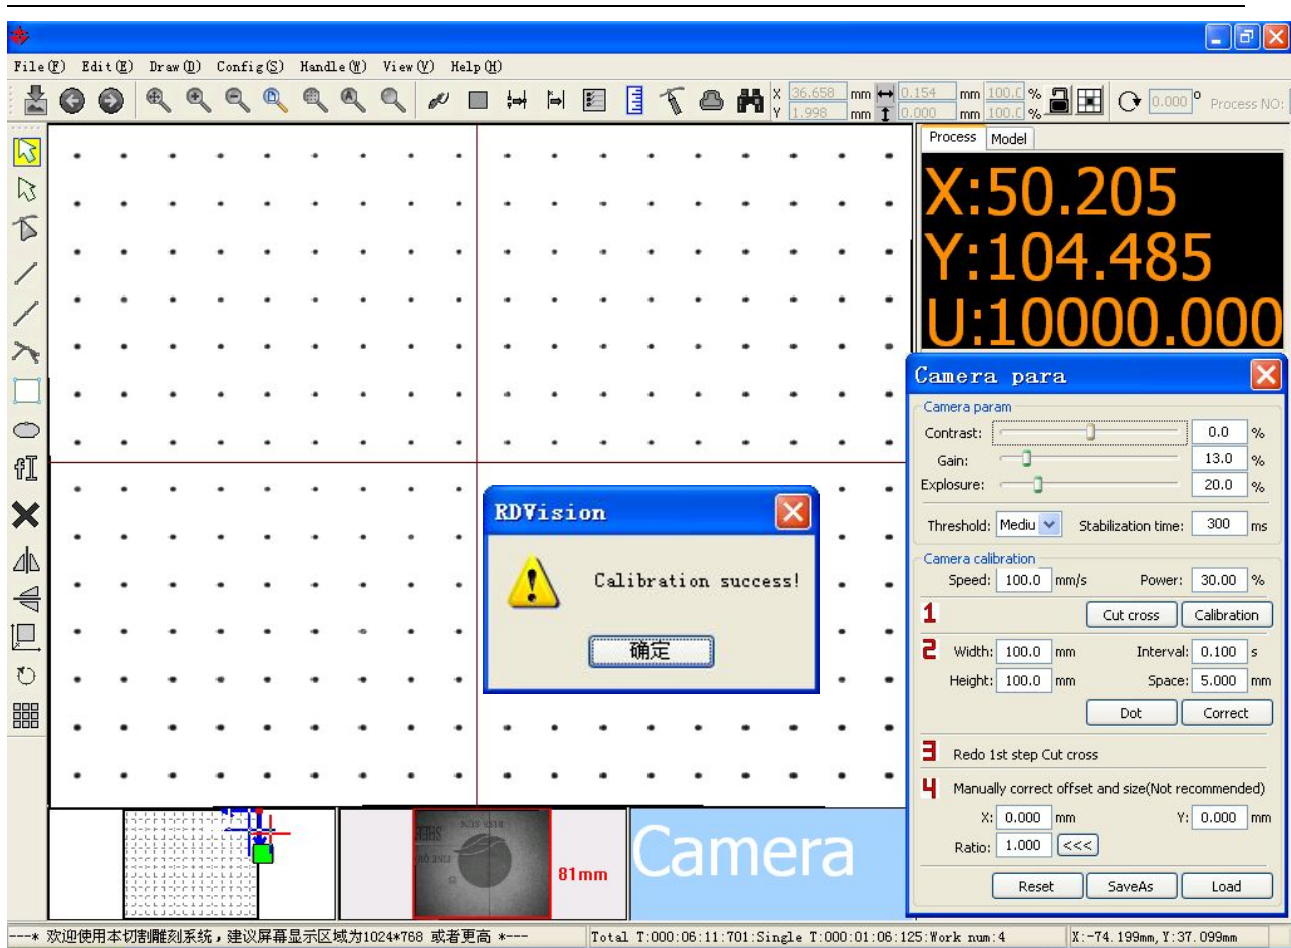 File(F) Edit(E) Draw(D) Config(S) Handle(W) View(V) Help(H)
X 36.658 mm 0.154 mm 100.0 %
Y 1.998 mm 0.000 mm 100.0 %
0.000 ° Process NO:
Process Model
X:50.205
Y:104.485
U:10000.000
Camera para
Camera param
Contrast: 0.0 %
Gain: 13.0 %
Explosure: 20.0 %
Threshold: Mediu Stabilization time: 300 ms
Camera calibration
Speed: 100.0 mm/s Power: 30.00 %
1 Cut cross Calibration
2 Width: 100.0 mm Interval: 0.100 s
Height: 100.0 mm Space: 5.000 mm
Dot Correct
3 Redo 1st step Cut cross
4 Manually correct offset and size(Not recommended)
X: 0.000 mm Y: 0.000 mm
Ratio: 1.000 <<<
Reset SaveAs Load
RDVision
Calibration success!
确定
81mm
Camera
---* 欢迎使用本切割雕刻系统，建议屏幕显示区域为1024*768 或者更高 *---
Total T:000:06:11:701:Single T:000:01:06:125:Work num:4
X:-74.199mm,Y:37.099mm